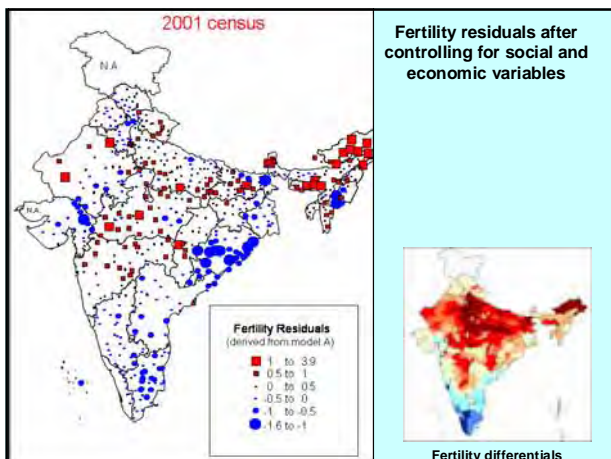 2001 census
N.A.
N.A.
Fertility Residuals
(derived from model A)
1 to 3.9
0.5 to 1
0 to 0.5
-0.5 to 0
-1 to -0.5
-1.6 to -1
Fertility residuals after
controlling for social and
economic variables
Fertility differentials